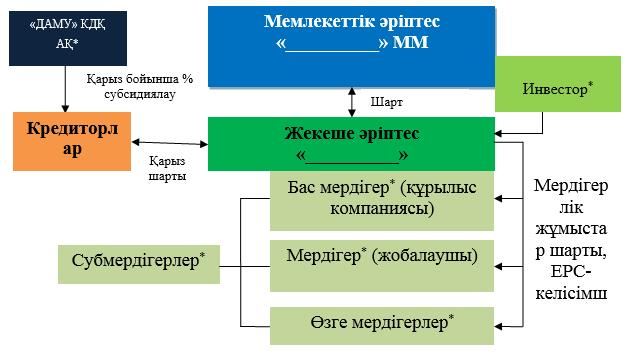 «ДАМУ» КДҚ
АҚ*
Мемлекеттік әріптес
«__________» ММ
Қарыз бойынша %
субсидиялау
Шарт
Инвестор*
Кредиторл
ар
Қарыз
шарты
Жекеше әріптес
«__________»
Бас мердігер* (құрылыс
компаниясы)
Мердігер* (жобалаушы)
Өзге мердігерлер*
Субмердігерлер*
Мердігер
лік
жұмыста
р шарты,
EPC-
келісімш